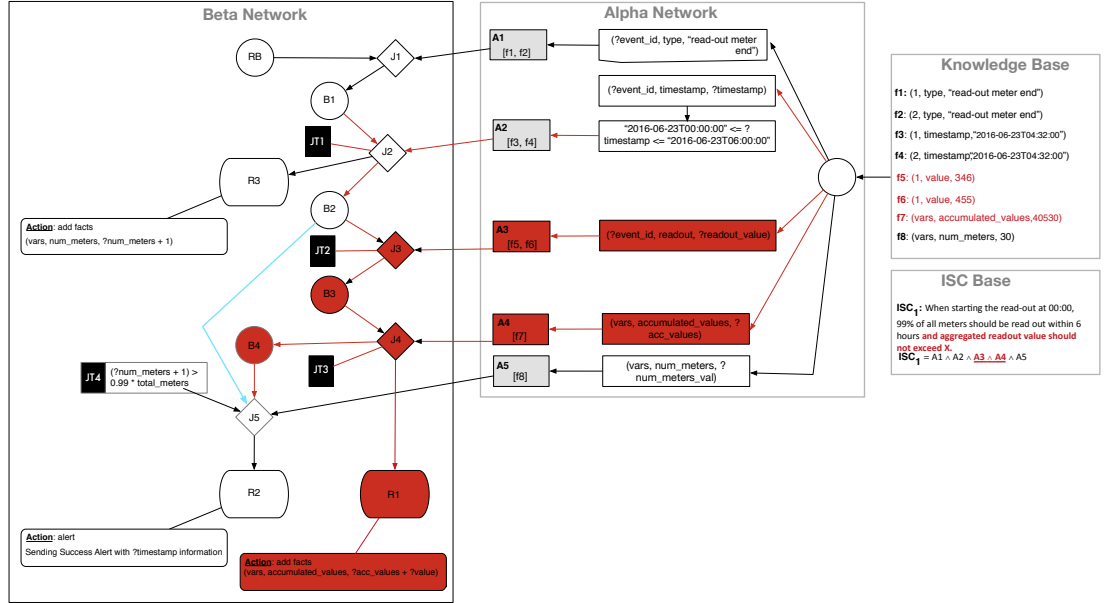 Beta Network
RB
J1
B1
JT1
J2
R3
Action: add facts
(vars, num_meters, ?num_meters + 1)
B2
JT2
J3
B3
B4
J4
JT3
JT4
(?num_meters + 1) >
0.99 * total_meters
J5
R2
R1
Action: alert
Sending Success Alert with ?timestamp information
Action: add facts
(vars, accumulated_values, ?acc_values + ?value)
Alpha Network
A1
[f1, f2]
(?event_id, type, “read-out meter
end”)
(?event_id, timestamp, ?timestamp)
A2
[f3, f4]
“2016-06-23T00:00:00” <= ?
timestamp <= “2016-06-23T06:00:00”
A3
[f5, f6]
(?event_id, readout, ?readout_value)
A4
[f7]
(vars, accumulated_values, ?
acc_values)
A5
[f8]
(vars, num_meters, ?
num_meters_val)
Knowledge Base
f1: (1, type, “read-out meter end”)
f2: (2, type, “read-out meter end”)
f3: (1, timestamp,“2016-06-23T04:32:00”)
f4: (2, timestamp,“2016-06-23T04:32:00”)
f5: (1, value, 346)
f6: (1, value, 455)
f7: (vars, accumulated_values,40530)
f8: (vars, num_meters, 30)
ISC Base
ISC1: When starting the read-out at 00:00,
99% of all meters should be read out within 6
hours and aggregated readout value should
not exceed X.
ISC1 = A1 ∧ A2 ∧ A3 ∧ A4 ∧ A5